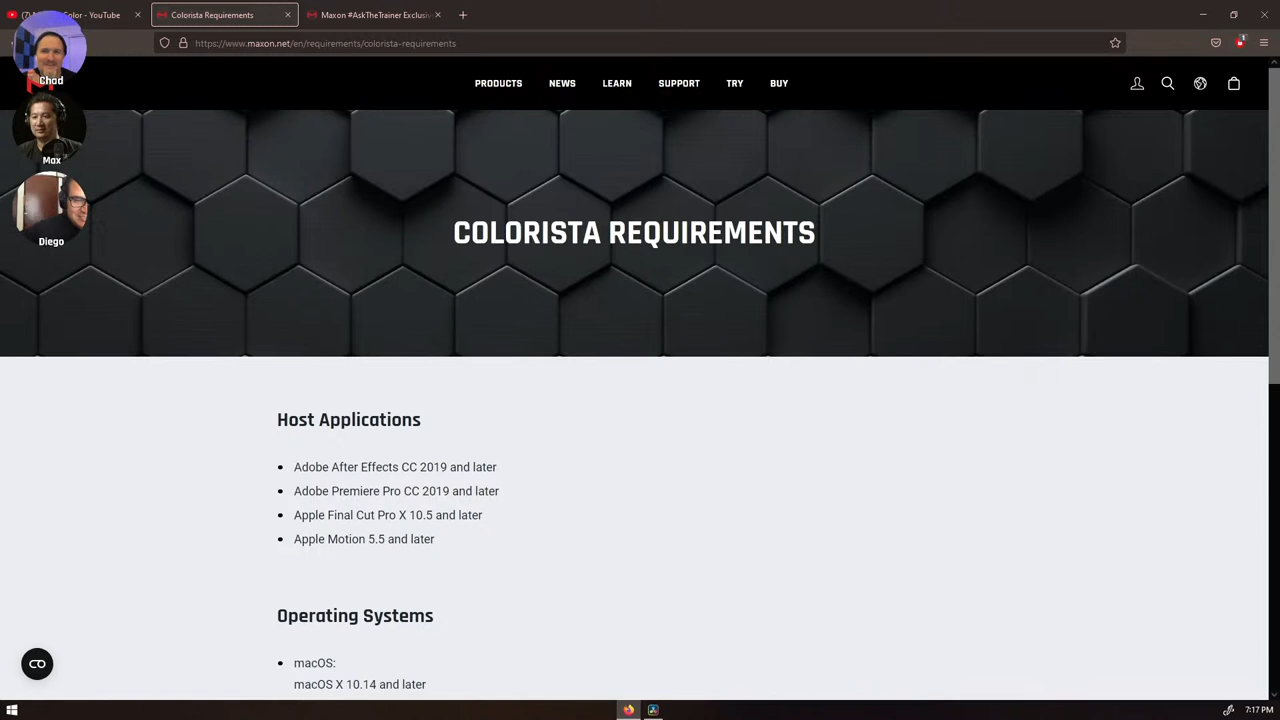 Color - YouTube
Colorista Requirements
Maxon #AskTheTrainer Exclusiv
https://www.maxon.net/en/requirements/colorista-requirements
1
Chad
PRODUCTS NEWS LEARN SUPPORT TRY BUY
Max
Diego
COLORISTA REQUIREMENTS
Host Applications
Adobe After Effects CC 2019 and later
Adobe Premiere Pro CC 2019 and later
Apple Final Cut Pro X 10.5 and later
Apple Motion 5.5 and later
Operating Systems
macOS:
macOS X 10.14 and later
7:17 PM